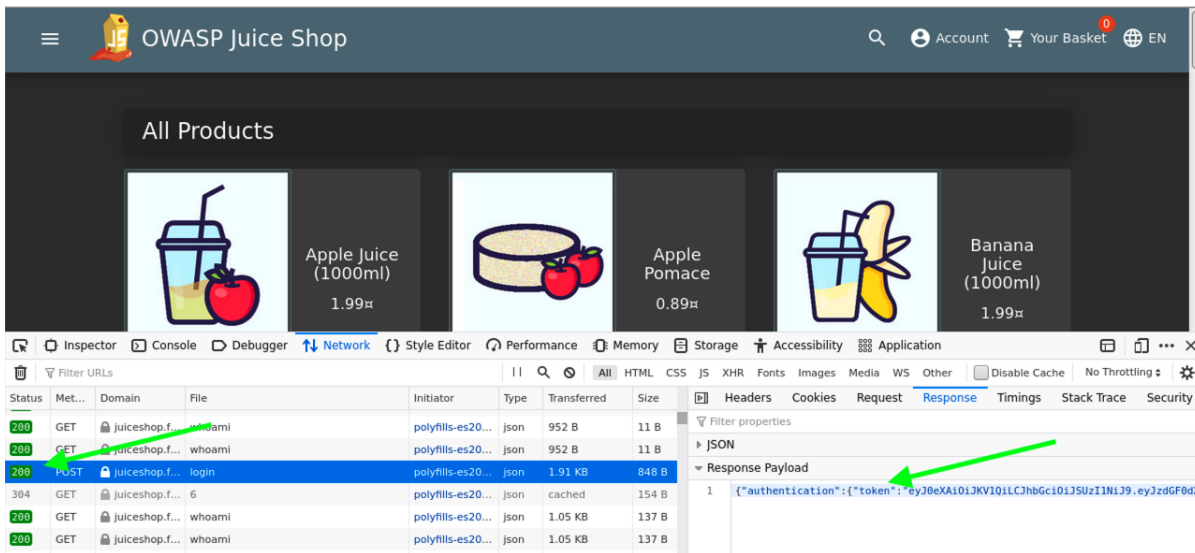 JS OWASP Juice Shop Account 0 Your Basket EN
All Products
Apple Juice
(1000ml)
1.99¤
Apple
Pomace
0.89¤
Banana
Juice
(1000ml)
1.99¤
Inspector Console Debugger Network {} Style Editor Performance Memory Storage Accessibility Application
Filter URLs All HTML CSS JS XHR Fonts Images Media WS Other Disable Cache No Throttling
Status Met... Domain File Initiator Type Transferred Size Headers Cookies Request Response Timings Stack Trace Security
Filter properties
200 GET juiceshop.f... whoami polyfills-es20... json 952 B 11 B
JSON
200 GET juiceshop.f... whoami polyfills-es20... json 952 B 11 B
Response Payload
200 POST juiceshop.f... login polyfills-es20... json 1.91 KB 848 B
1 {"authentication":{"token":"eyJ0eXAiOiJKV1QiLCJhbGciOiJSUzI1NiJ9.eyJzdGF0d
304 GET juiceshop.f... 6 polyfills-es20... json cached 154 B
200 GET juiceshop.f... whoami polyfills-es20... json 1.05 KB 137 B
200 GET juiceshop.f... whoami polyfills-es20... json 1.05 KB 137 B